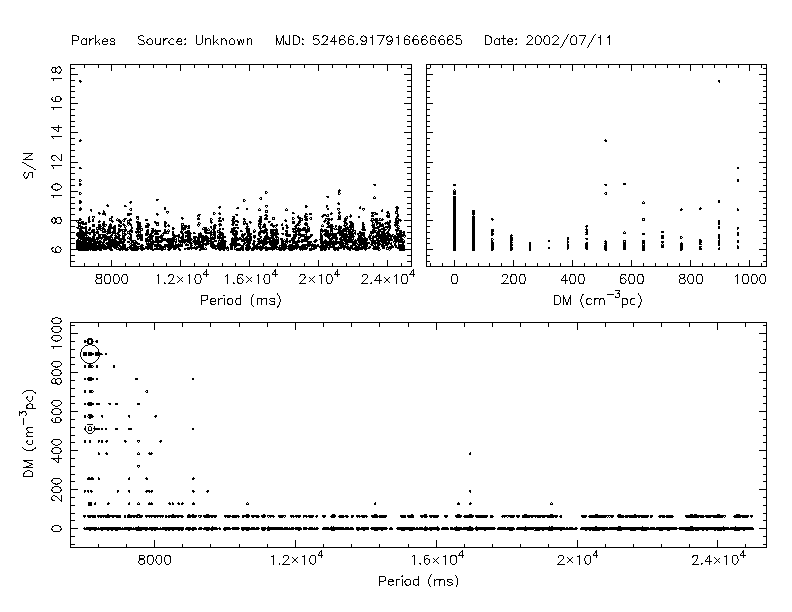 Parkes Source: Unknown MJD: 52466.917916666665 Date: 2002/07/11
S/N
18
16
14
12
10
8
6
8000 1.2×10⁴ 1.6×10⁴ 2×10⁴ 2.4×10⁴
Period (ms)
0 200 400 600 800 1000
DM (cm⁻³pc)
DM (cm⁻³pc)
1000
800
600
400
200
0
8000 1.2×10⁴ 1.6×10⁴ 2×10⁴ 2.4×10⁴
Period (ms)